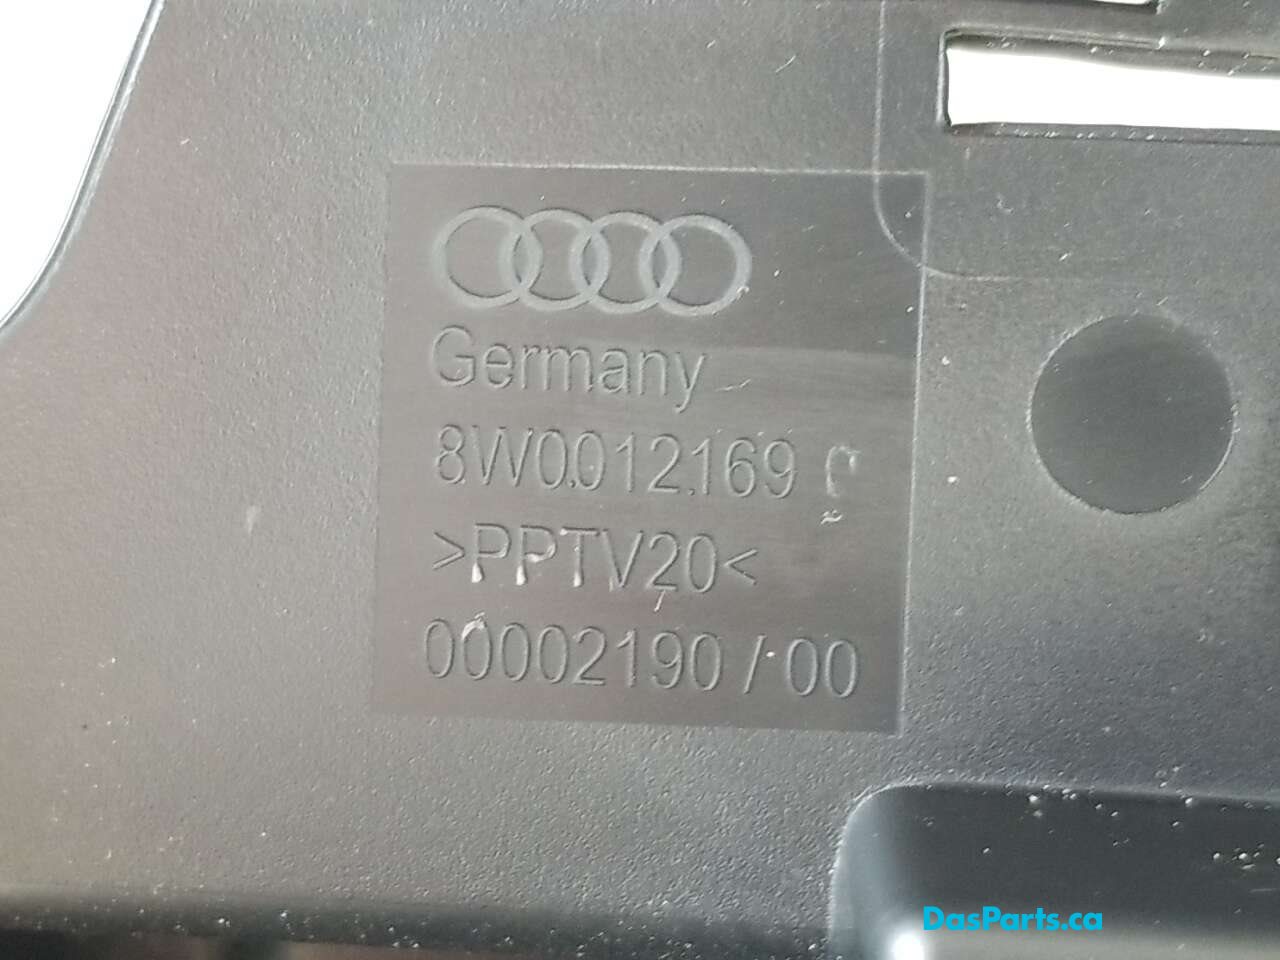 Germany
8W0.012.169 C
>PPTV20<
00002190 / 00
DasParts.ca